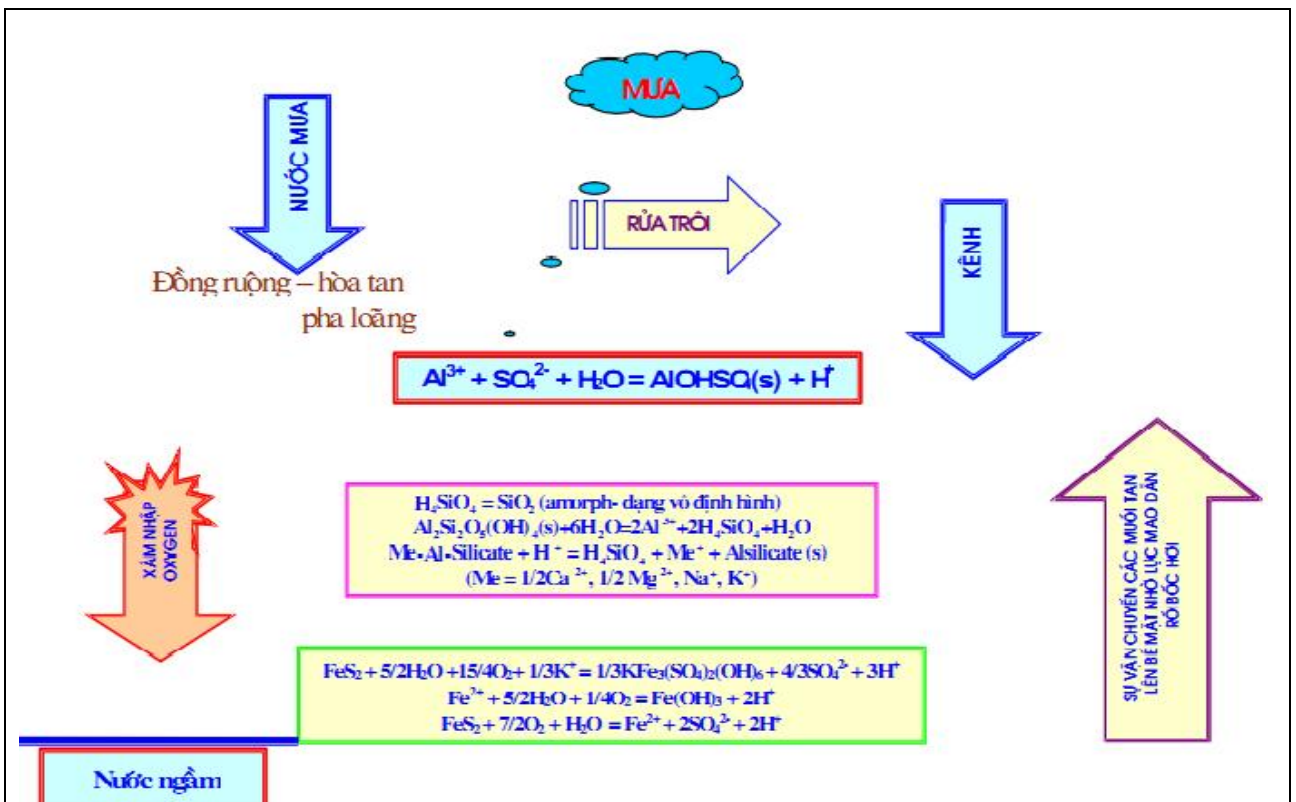 MƯA
NƯỚC MƯA
RỬA TRÔI
KÊNH
Đồng ruộng – hòa tan
pha loãng
Al³⁺ + SO₄²⁻ + H₂O = AlOHSO₄(s) + H⁺
XÂM NHẬP
OXYGEN
H₄SiO₄ = SiO₂ (amorph- dạng vô định hình)
Al₂Si₂O₅(OH)₄(s)+6H₂O=2Al³⁺+2H₄SiO₄+H₂O
Me-Al-Silicate + H⁺ = H₄SiO₄ + Me⁺ + Alsilicate (s)
(Me = 1/2Ca²⁺, 1/2 Mg²⁺, Na⁺, K⁺)
SỰ VẬN CHUYỂN CÁC MUỐI TAN
LÊN BỀ MẶT NHỜ LỰC MAO DẪN
RỒ BỐC HƠI
FeS₂ + 5/2H₂O +15/4O₂+ 1/3K⁺ = 1/3KFe₃(SO₄)₂(OH)₆ + 4/3SO₄²⁻ + 3H⁺
Fe²⁺ + 5/2H₂O + 1/4O₂ = Fe(OH)₃ + 2H⁺
FeS₂ + 7/2O₂ + H₂O = Fe²⁺ + 2SO₄²⁻ + 2H⁺
Nước ngầm